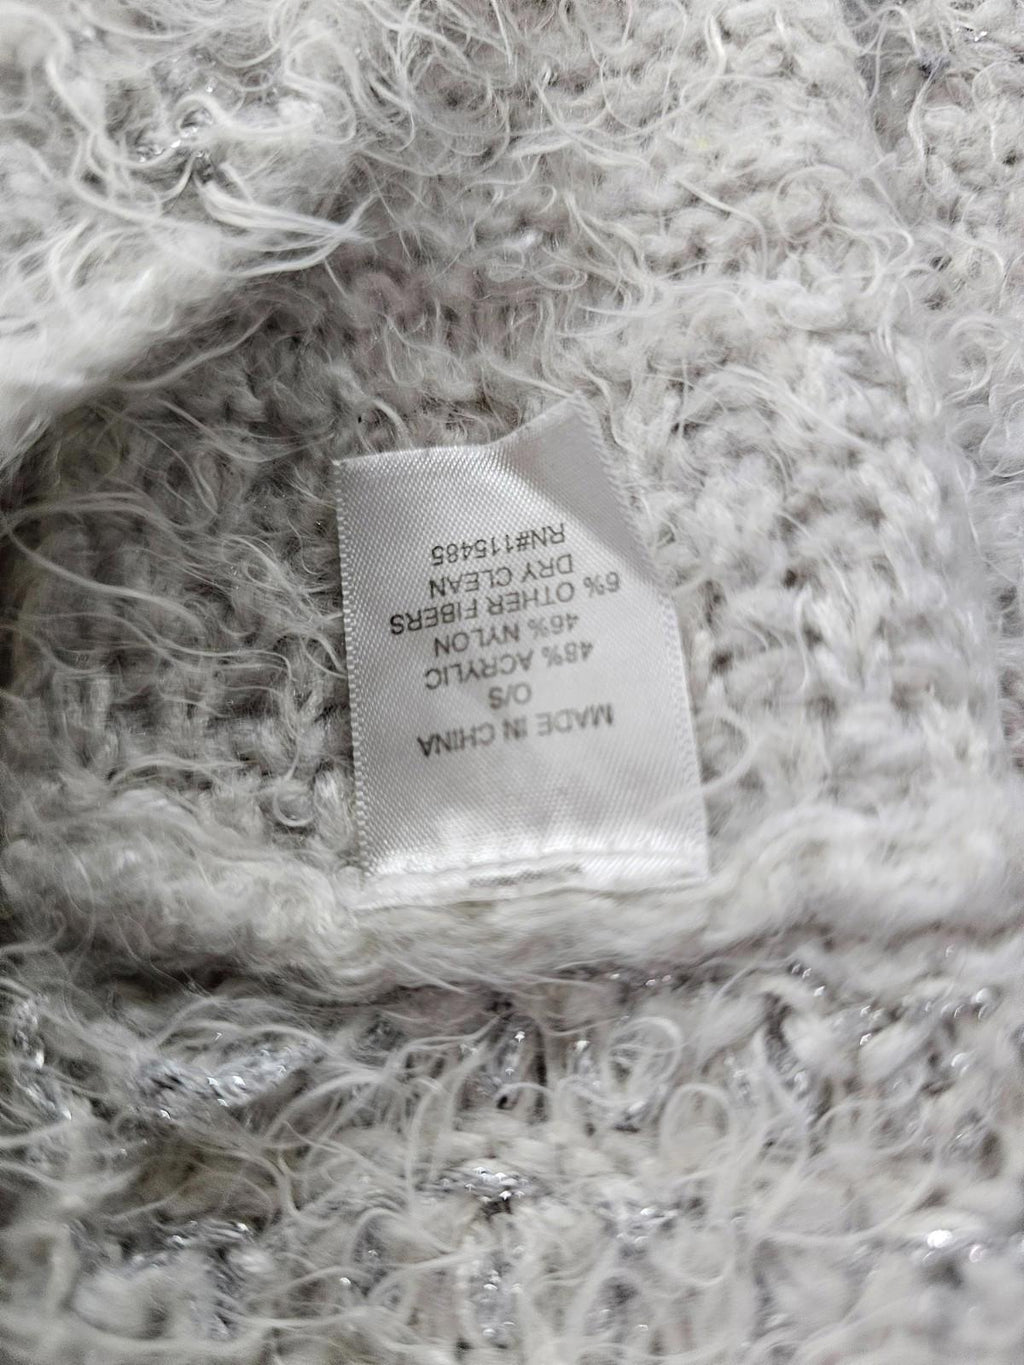 MADE IN CHINA
O/S
48% ACRYLIC
46% NYLON
6% OTHER FIBERS
DRY CLEAN
RN#115485